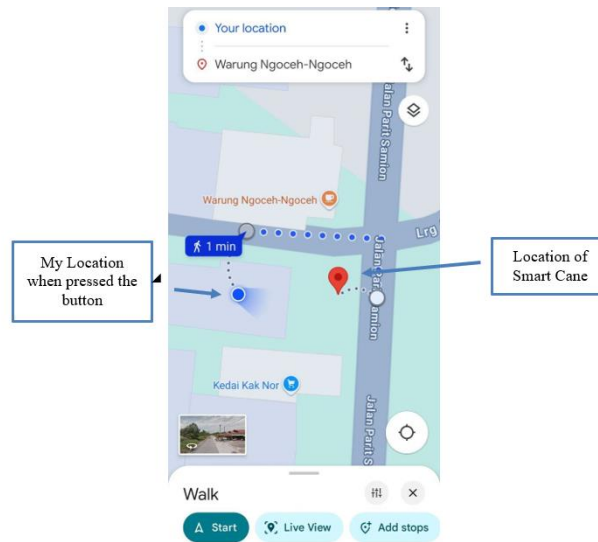 Your location
Warung Ngoceh-Ngoceh
Jalan Parit Samion
Warung Ngoceh-Ngoceh
1 min
Lrg
Jalan Parit Samion
My Location
when pressed the
button
Location of
Smart Cane
Kedai Kak Nor
Jalan Parit S
Walk
Start
Live View
Add stops